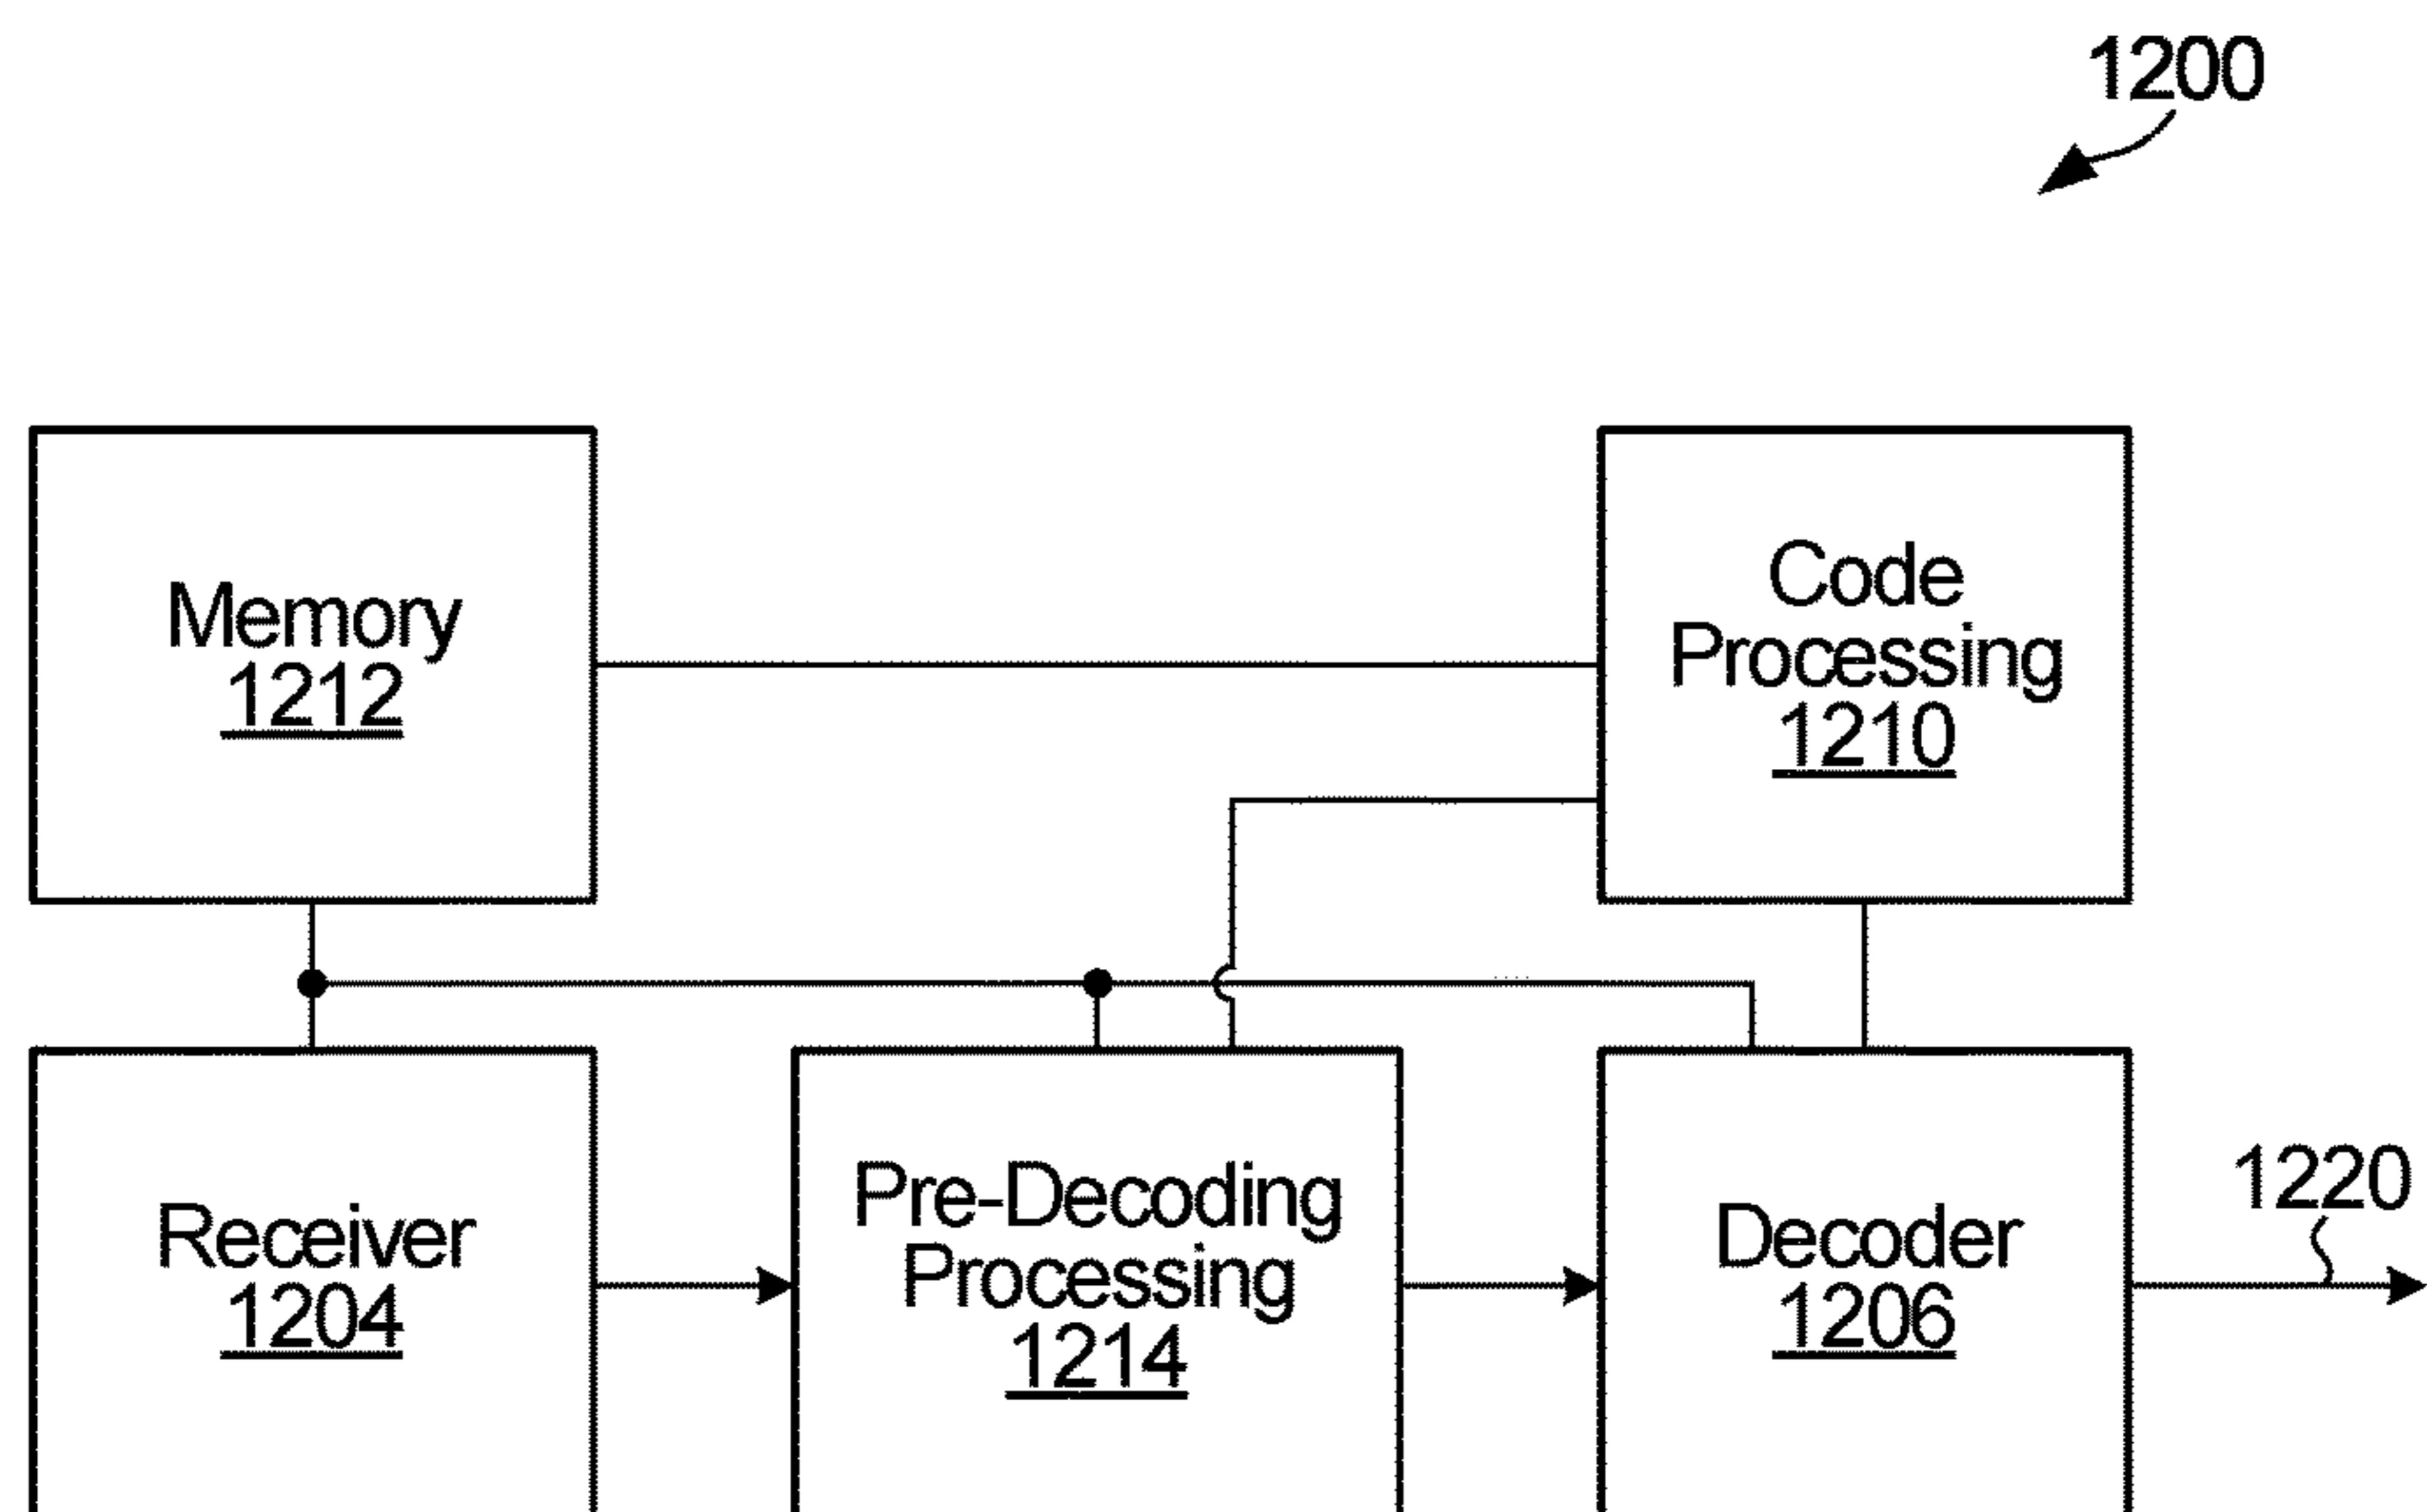 1200
Memory
1212
Code
Processing
1210
Receiver
1204
Pre-Decoding
Processing
1214
Decoder
1206
1220